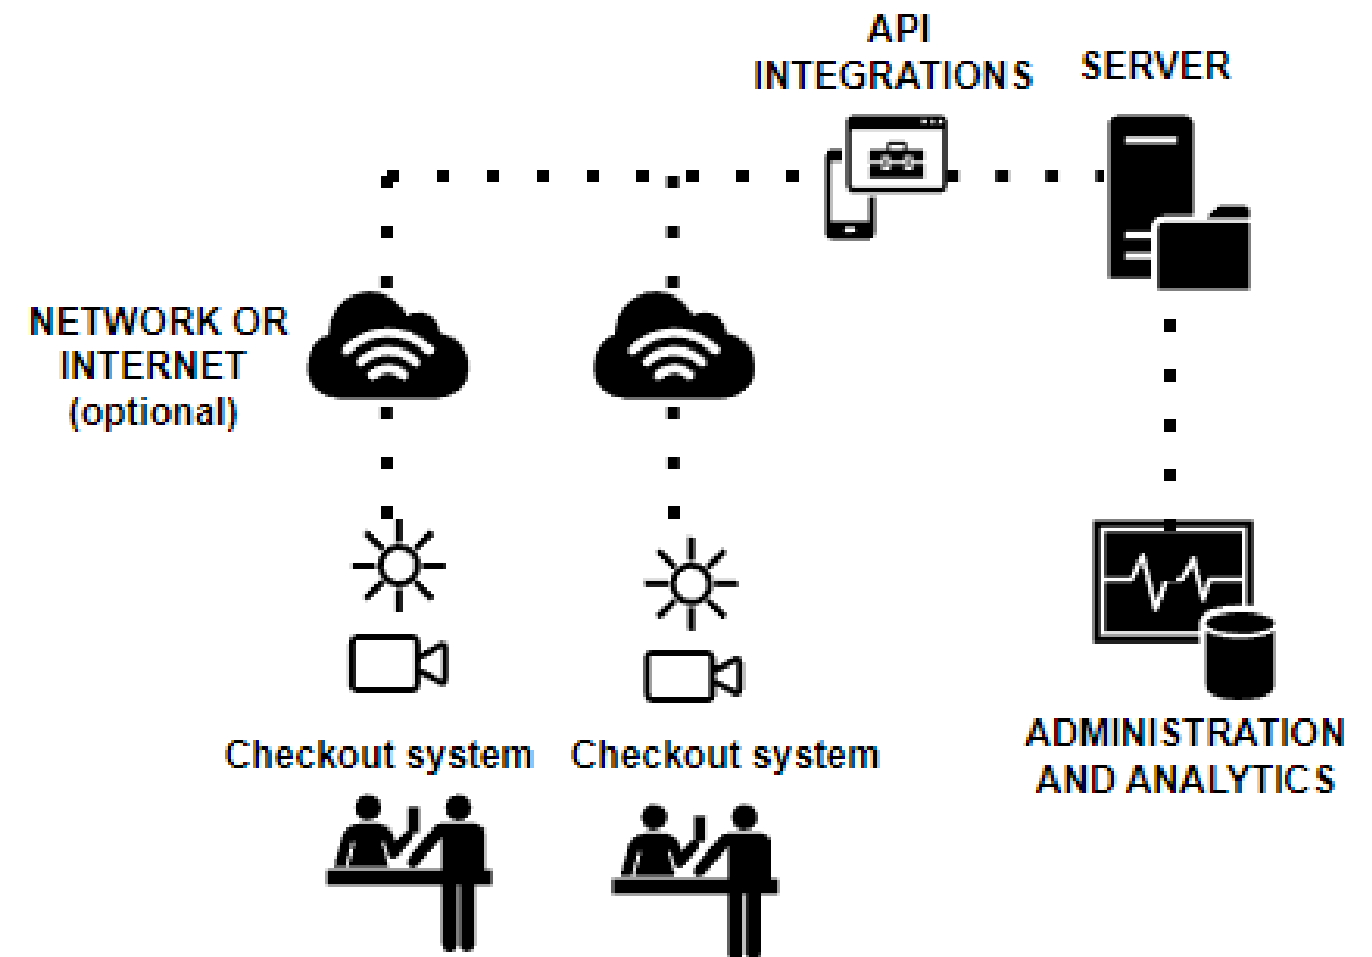 API
INTEGRATIONS
SERVER
NETWORK OR
INTERNET
(optional)
Checkout system
Checkout system
ADMINISTRATION
AND ANALYTICS